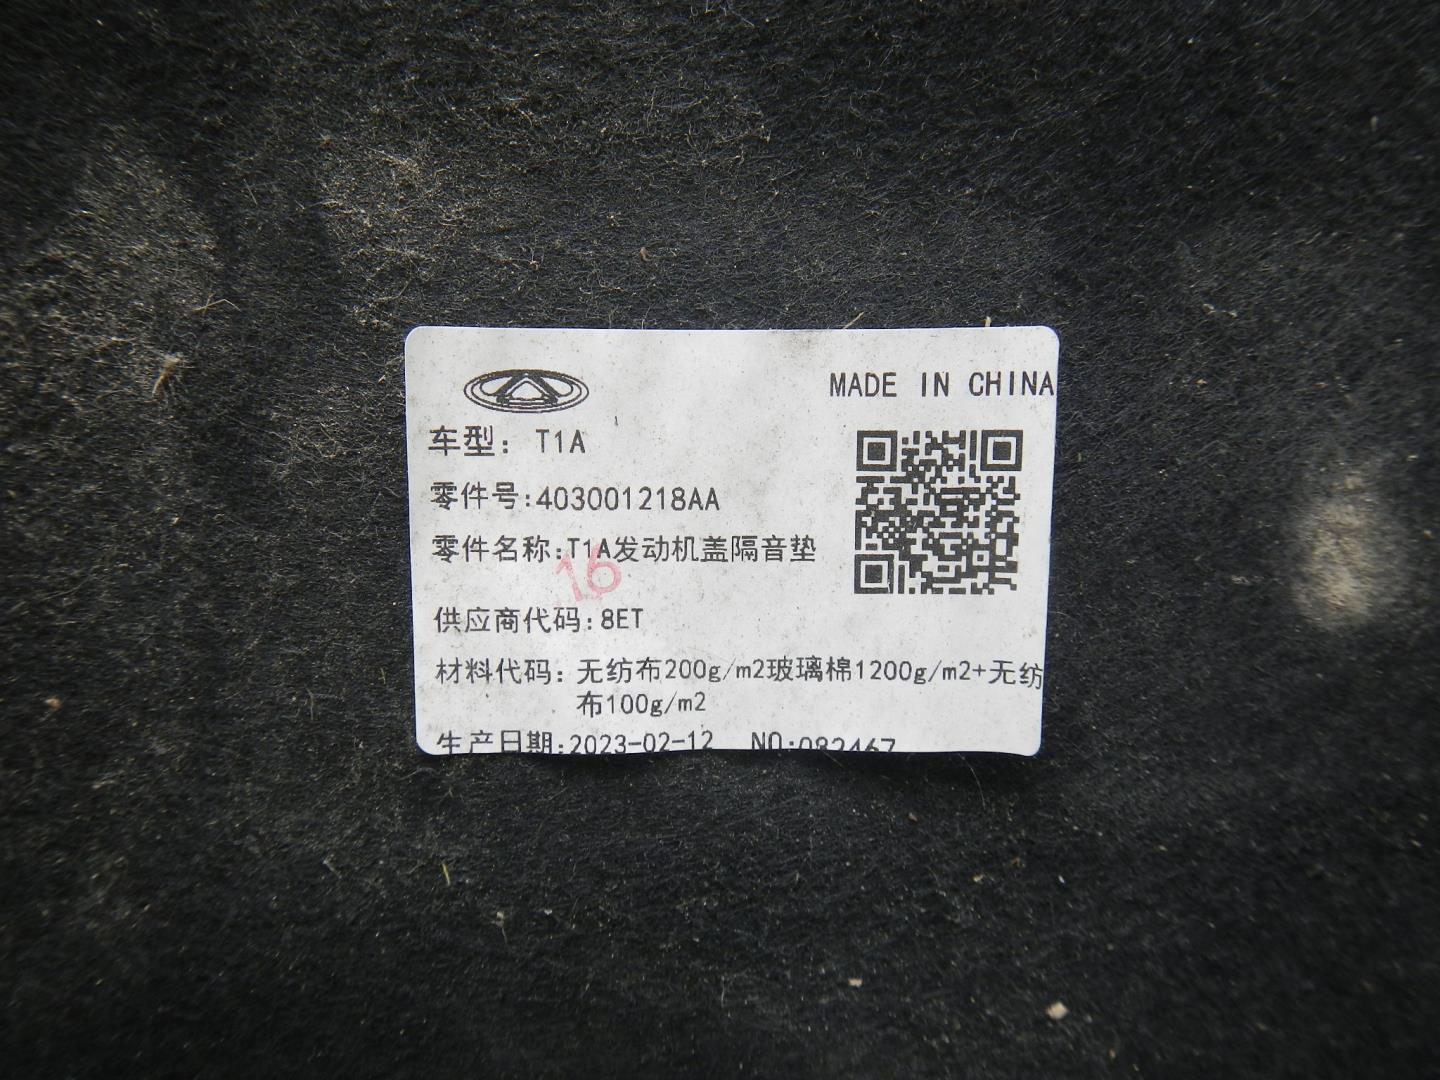 MADE IN CHINA
车型: T1A
零件号:403001218AA
零件名称:T1A发动机盖隔音垫
16
供应商代码:8ET
材料代码: 无纺布200g/m2玻璃棉1200g/m2+无纺
布100g/m2
生产日期:2023-02-12 NO:082467